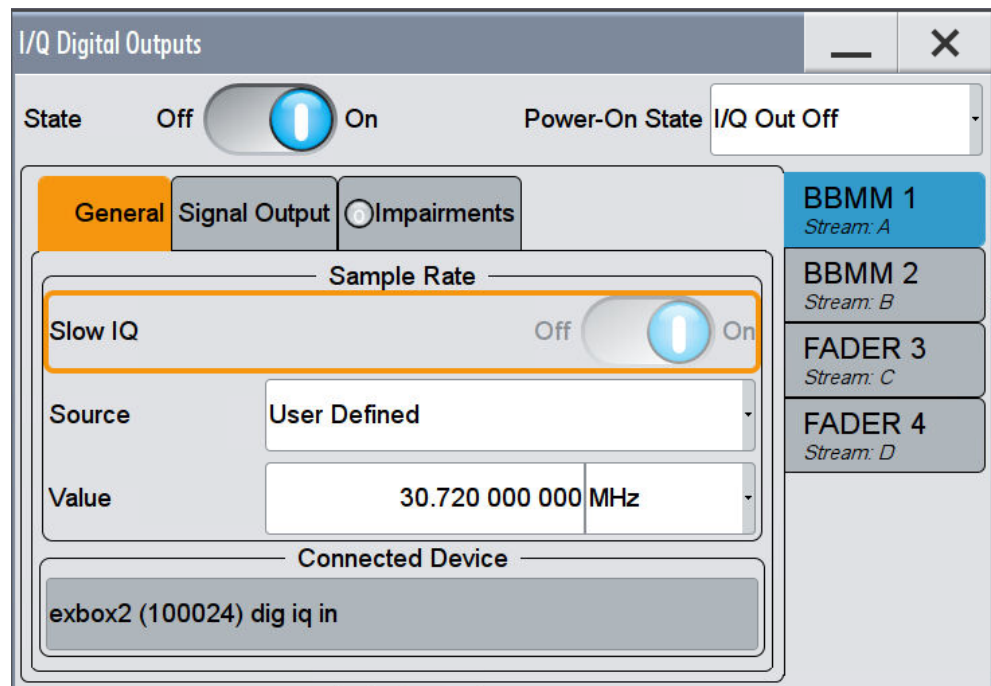 I/Q Digital Outputs
State Off On Power-On State I/Q Out Off
General Signal Output Impairments
Sample Rate
Slow IQ Off On
Source User Defined
Value 30.720 000 000 MHz
Connected Device
exbox2 (100024) dig iq in
BBMM 1
Stream: A
BBMM 2
Stream: B
FADER 3
Stream: C
FADER 4
Stream: D